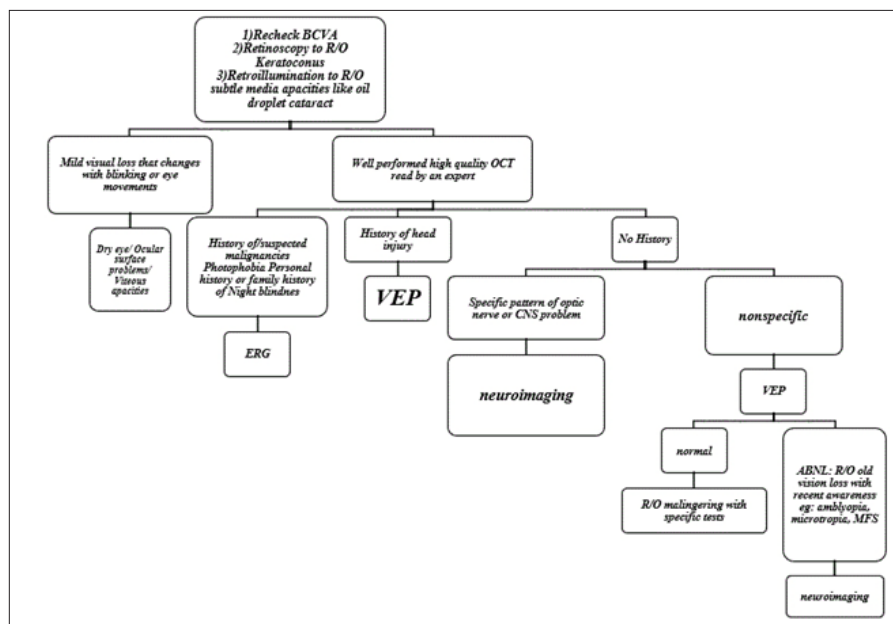 1)Recheck BCVA
2)Retinoscopy to R/O
Keratoconus
3)Retroillumination to R/O
subtle media apacities like oil
droplet cataract
Mild visual loss that changes
with blinking or eye
movements
Well performed high quality OCT
read by an expert
Dry eye/ Ocular
surface
problems/
Viteous
apacities
History of/suspected
malignancies
Photophobia Personal
history or family history
of Night blindnes
History of head
injury
No History
ERG
VEP
Specific pattern of optic
nerve or CNS problem
nonspecific
neuroimaging
VEP
normal
ABNL: R/O old
vision loss with
recent awareness
eg: amblyopia,
microtropia, MFS
R/O malingering with
specific tests
neuroimaging